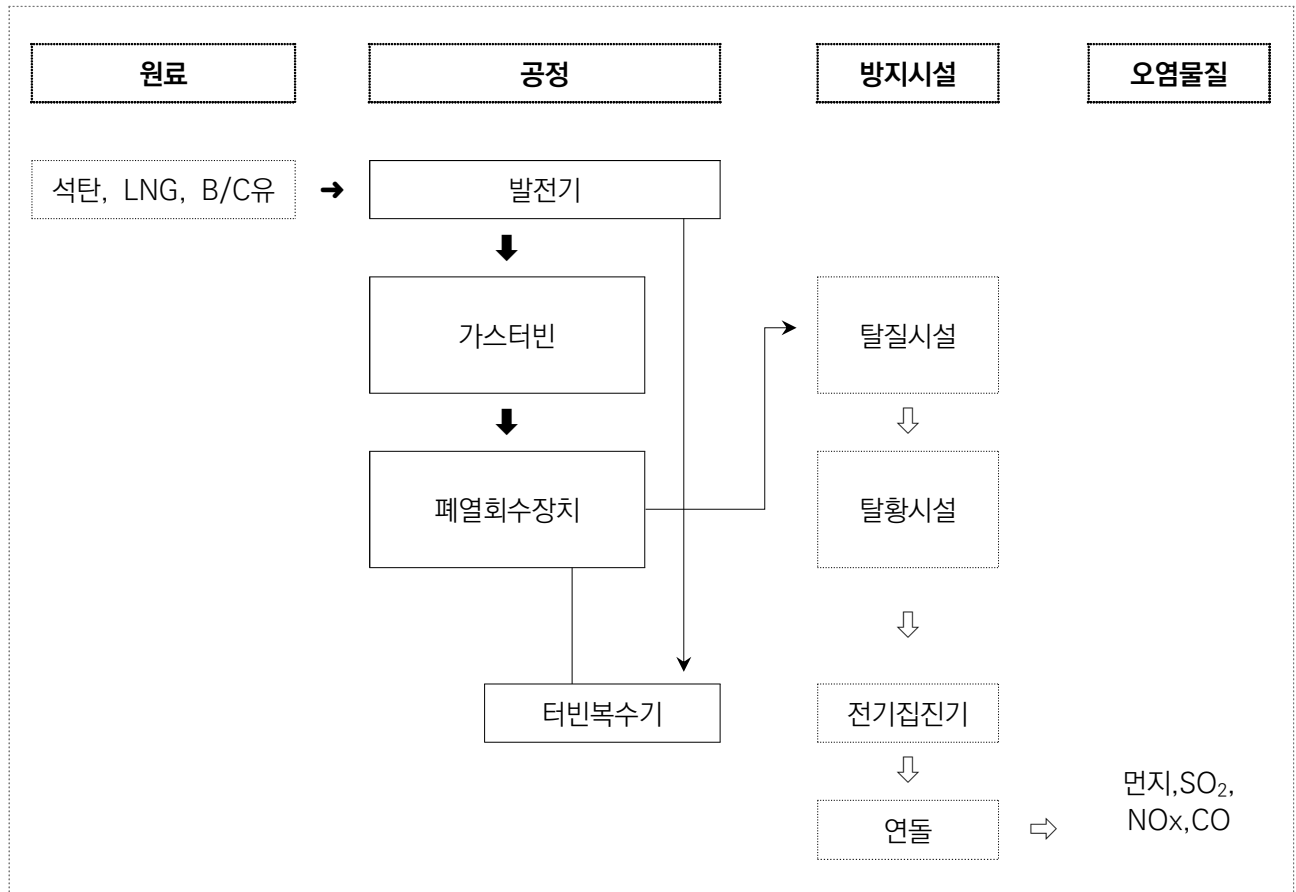 원료 공정 방지시설 오염물질
석탄, LNG, B/C유 ➜ 발전기
가스터빈 탈질시설
폐열회수장치 탈황시설
터빈복수기 전기집진기
먼지,SO₂,
NOx,CO
연돌